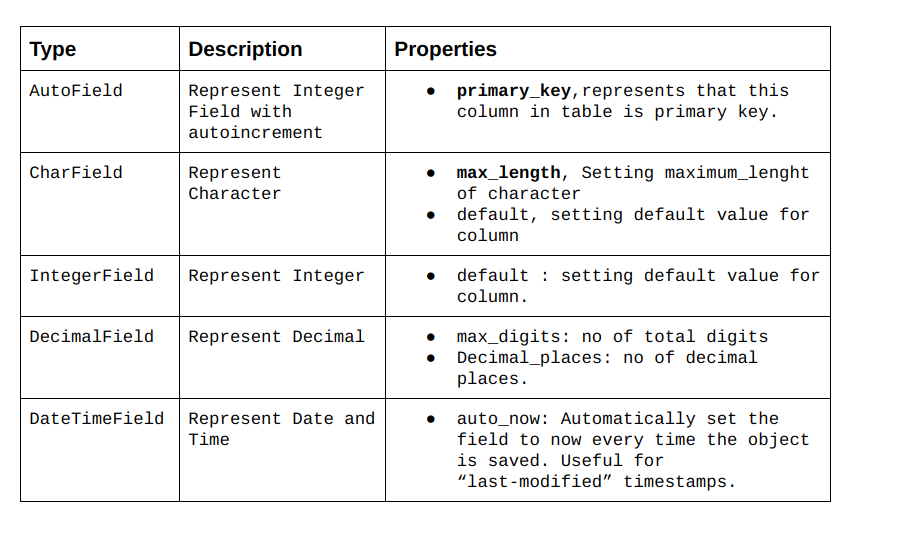 Type Description Properties
AutoField Represent Integer ● primary_key,represents that this
Field with column in table is primary key.
autoincrement
CharField Represent ● max_length, Setting maximum_lenght
Character of character
● default, setting default value for
column
IntegerField Represent Integer ● default : setting default value for
column.
DecimalField Represent Decimal ● max_digits: no of total digits
● Decimal_places: no of decimal
places.
DateTimeField Represent Date and ● auto_now: Automatically set the
Time field to now every time the object
is saved. Useful for
“last-modified” timestamps.